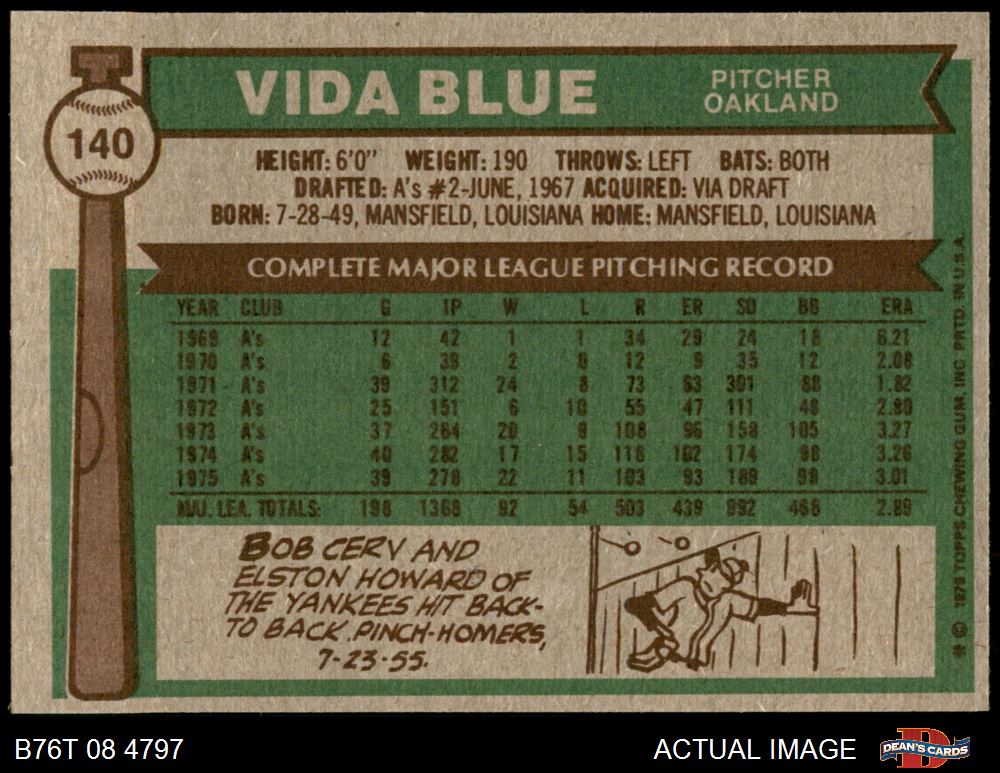 VIDA BLUE
PITCHER
OAKLAND
140
HEIGHT: 6'0" WEIGHT: 190 THROWS: LEFT BATS: BOTH
DRAFTED: A's #2-JUNE, 1967 ACQUIRED: VIA DRAFT
BORN: 7-28-49, MANSFIELD, LOUISIANA HOME: MANSFIELD, LOUISIANA
COMPLETE MAJOR LEAGUE PITCHING RECORD
YEAR CLUB G IP W L R ER SO BB ERA
1969 A's 12 42 1 1 34 29 24 18 6.21
1970 A's 6 39 2 0 12 9 35 12 2.08
1971 A's 39 312 24 8 73 63 301 88 1.82
1972 A's 25 151 6 10 55 47 111 48 2.80
1973 A's 37 264 20 9 108 96 158 105 3.27
1974 A's 40 282 17 15 118 102 174 98 3.26
1975 A's 39 278 22 11 103 93 189 99 3.01
MAJ. LEA. TOTALS: 198 1368 92 54 503 439 992 468 2.89
BOB CERV AND
ELSTON HOWARD OF
THE YANKEES HIT BACK-
TO BACK PINCH-HOMERS,
7-23-55.
* © 1976 TOPPS CHEWING GUM, INC PRTD. IN U.S.A.
B76T 08 4797
ACTUAL IMAGE
DEAN'S CARDS